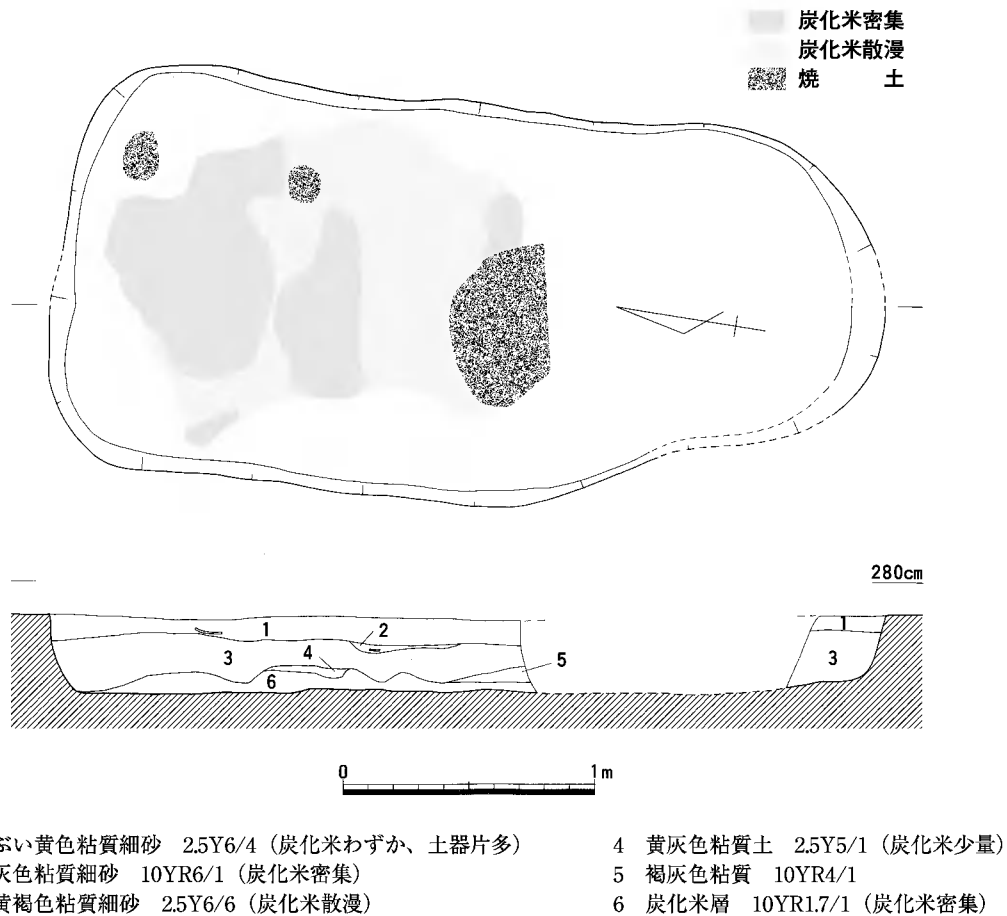 炭化米密集
炭化米散漫
焼 土
280cm
1
2
1
4
3
5
3
6
0 1m
ぶい黄色粘質細砂 2.5Y6/4（炭化米わずか、土器片多）
灰色粘質細砂 10YR6/1（炭化米密集）
黄褐色粘質細砂 2.5Y6/6（炭化米散漫）
4 黄灰色粘質土 2.5Y5/1（炭化米少量）
5 褐灰色粘質 10YR4/1
6 炭化米層 10YR1.7/1（炭化米密集）